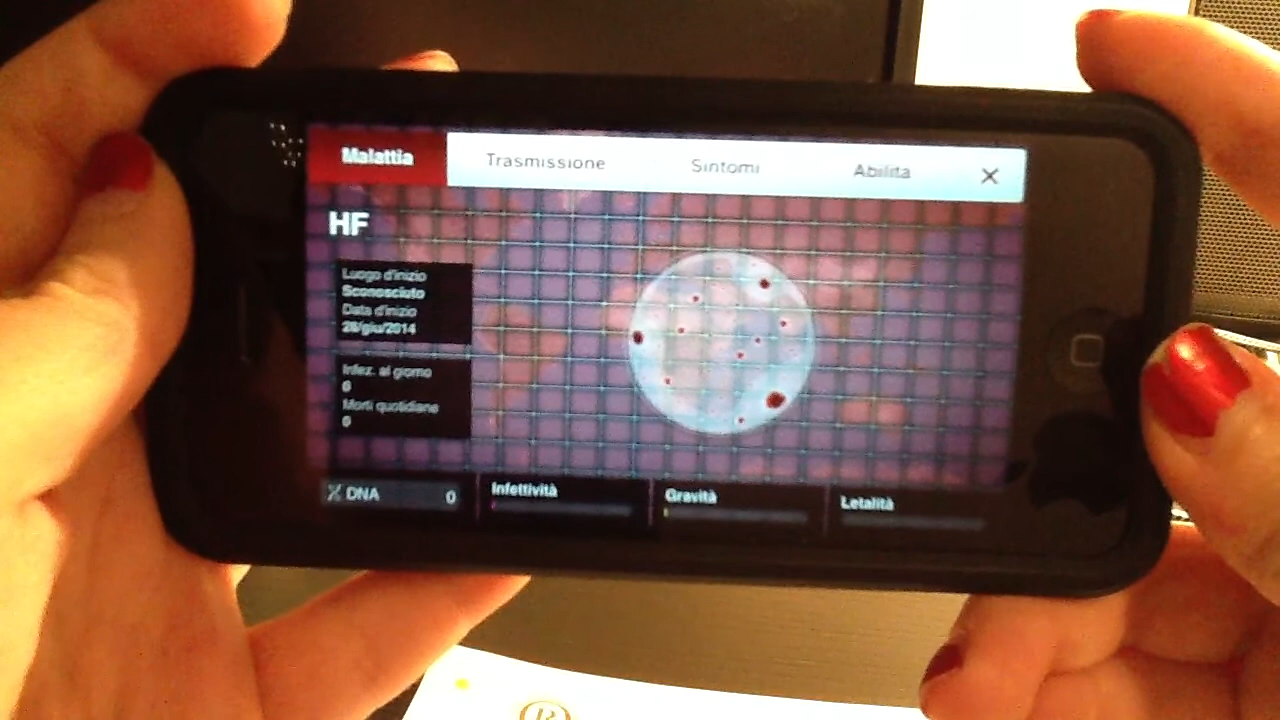 Malattia
Trasmissione
Sintomi
Abilità
HF
Luogo d'inizio
Sconosciuto
Data d'inizio
28/giu/2014
Infez. al giorno
0
Morti quotidiane
0
DNA 0
Infettività
Gravità
Letalità